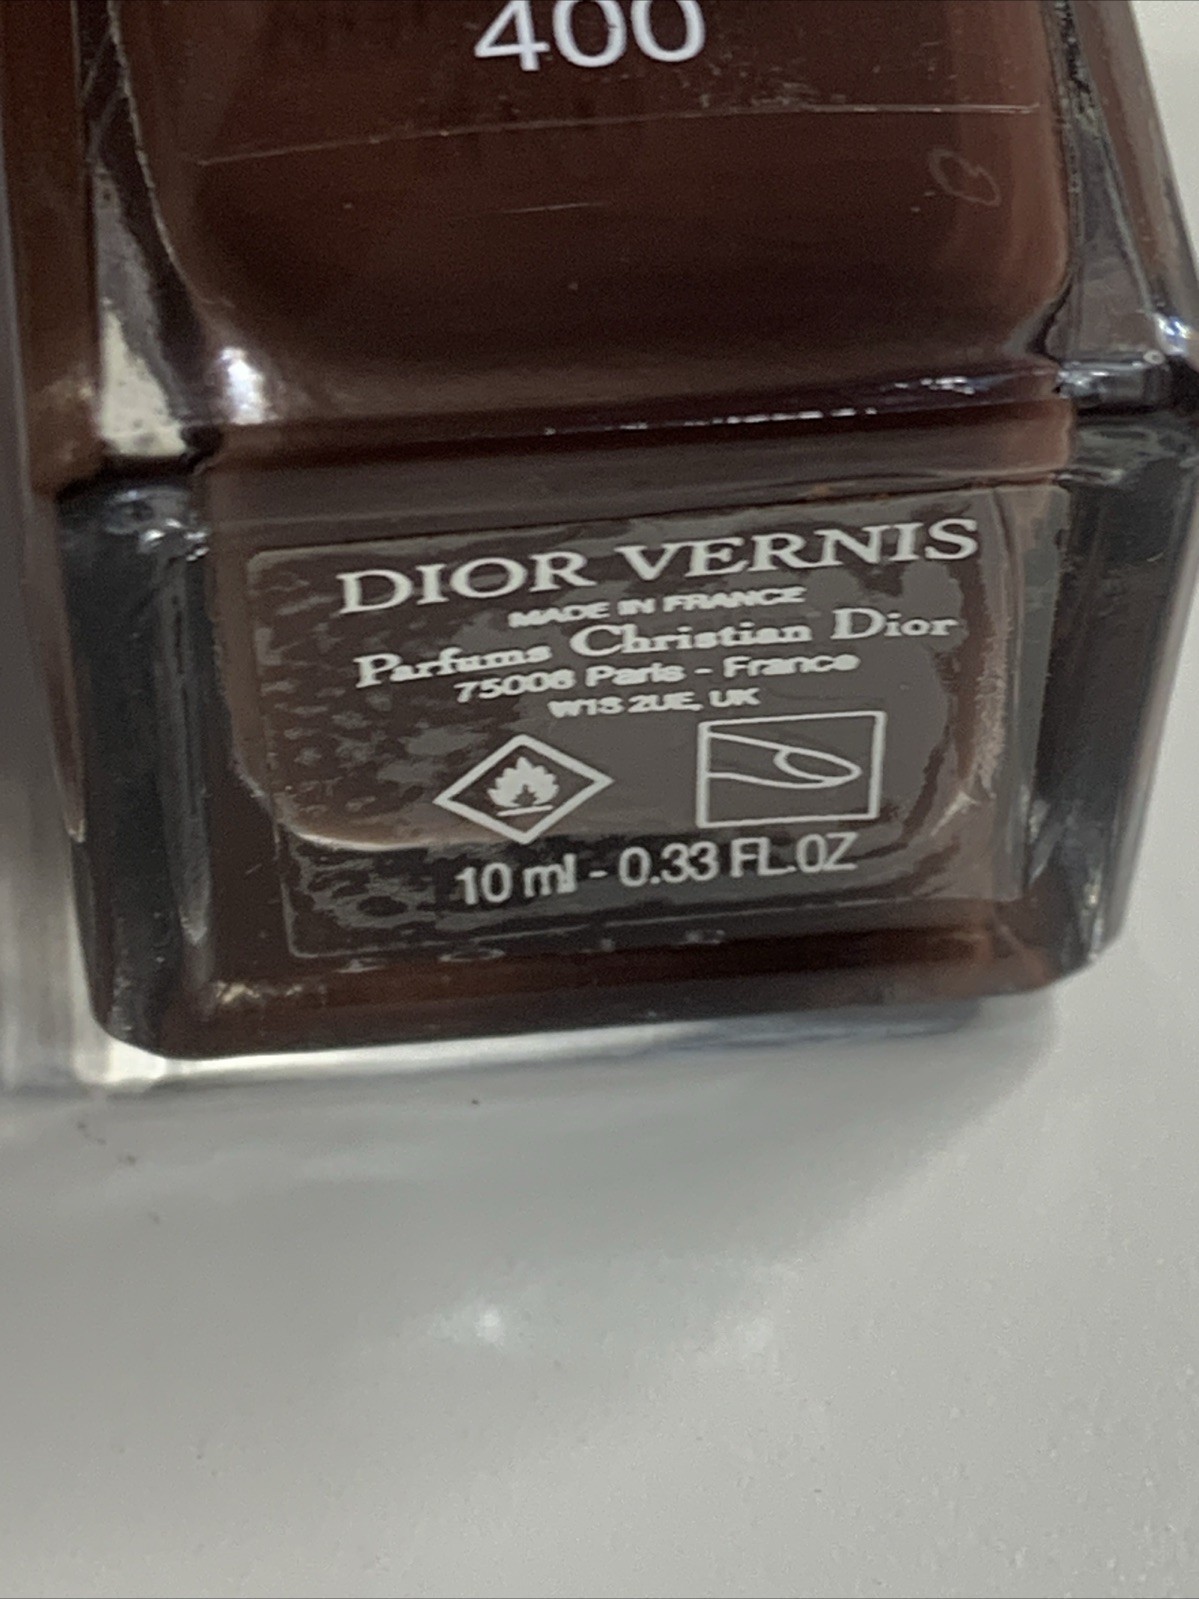 400
DIOR VERNIS
MADE IN FRANCE
Parfums Christian Dior
75008 Paris - France
W1S 2UE, UK
10 ml - 0.33 FL.OZ